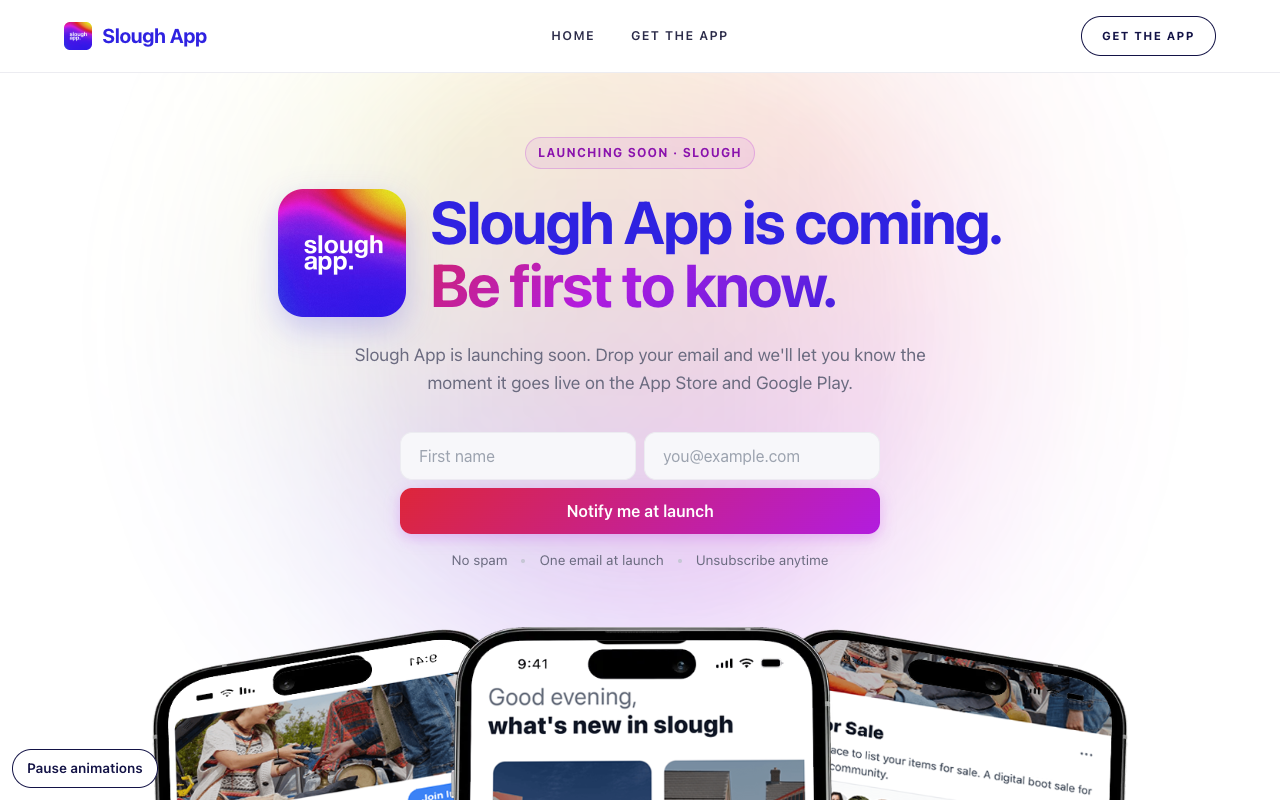 slough
app.
Slough App
HOME
GET THE APP
GET THE APP
LAUNCHING SOON · SLOUGH
slough
app.
Slough App is coming.
Be first to know.
Slough App is launching soon. Drop your email and we'll let you know the
moment it goes live on the App Store and Google Play.
First name
you@example.com
Notify me at launch
No spam • One email at launch • Unsubscribe anytime
9:41
9:41
Good evening,
what's new in slough
r Sale
ace to list your items for sale. A digital boot sale for
community.
Join
Pause animations